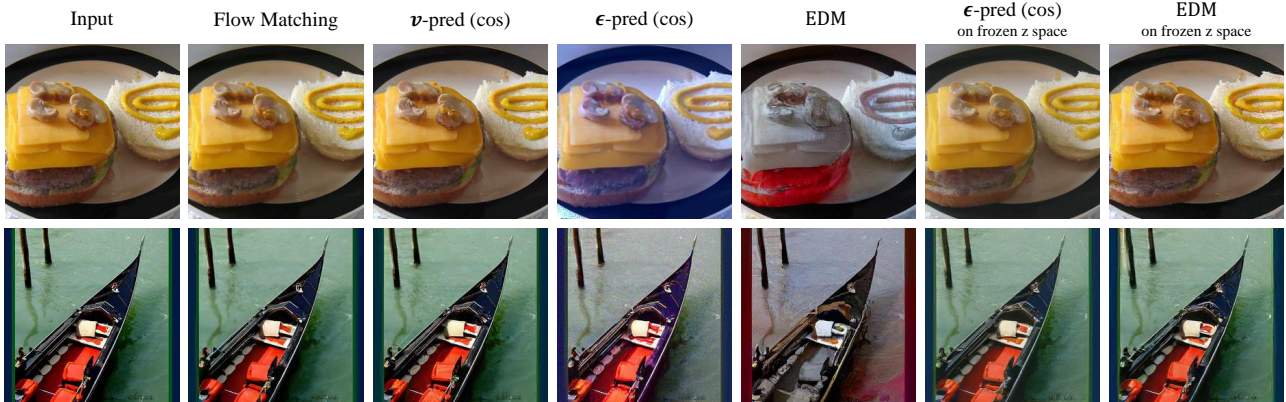 Input
Flow Matching
𝒗-pred (cos)
𝝐-pred (cos)
EDM
𝝐-pred (cos)
on frozen z space
EDM
on frozen z space